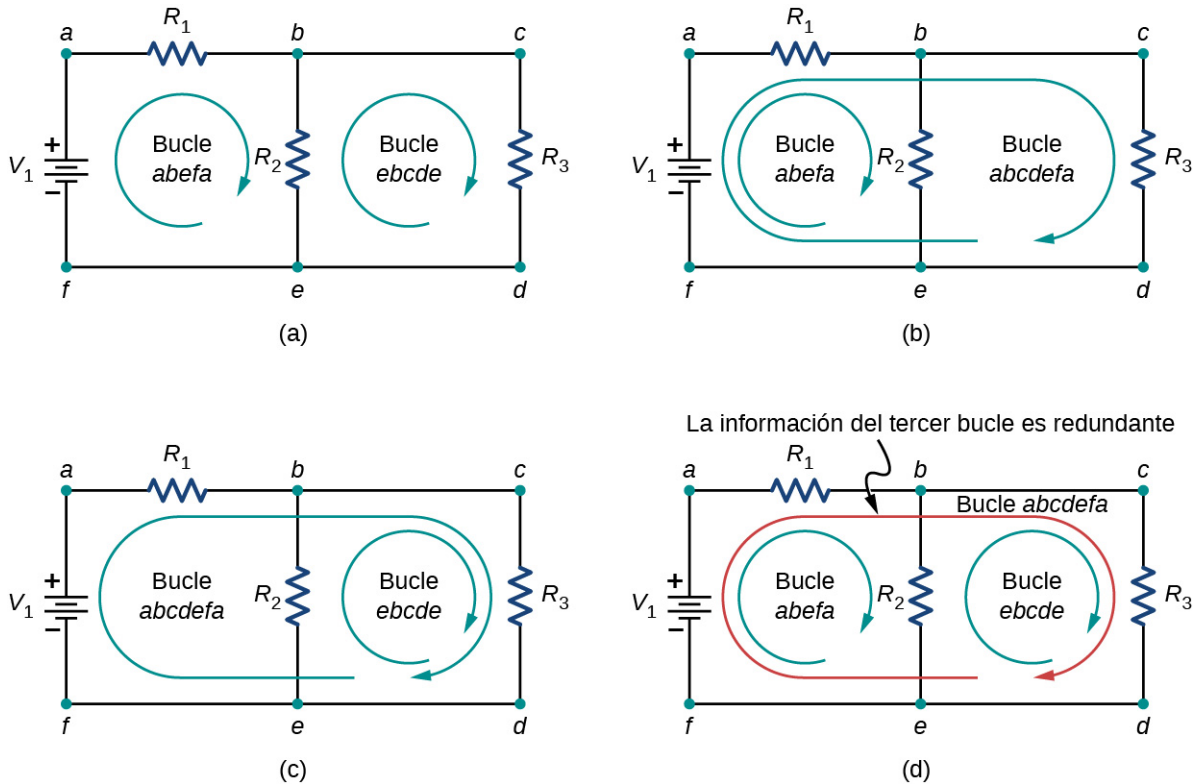 a
R1
b
c
+
V1
−
Bucle
abefa
R2
Bucle
ebcde
R3
f
e
d
(a)
a
R1
b
c
+
V1
−
Bucle
abefa
R2
Bucle
abcdefa
R3
f
e
d
(b)
a
R1
b
c
+
V1
−
Bucle
abcdefa
R2
Bucle
ebcde
R3
f
e
d
(c)
La información del tercer bucle es redundante
a
R1
b
c
Bucle abcdefa
+
V1
−
Bucle
abefa
R2
Bucle
ebcde
R3
f
e
d
(d)